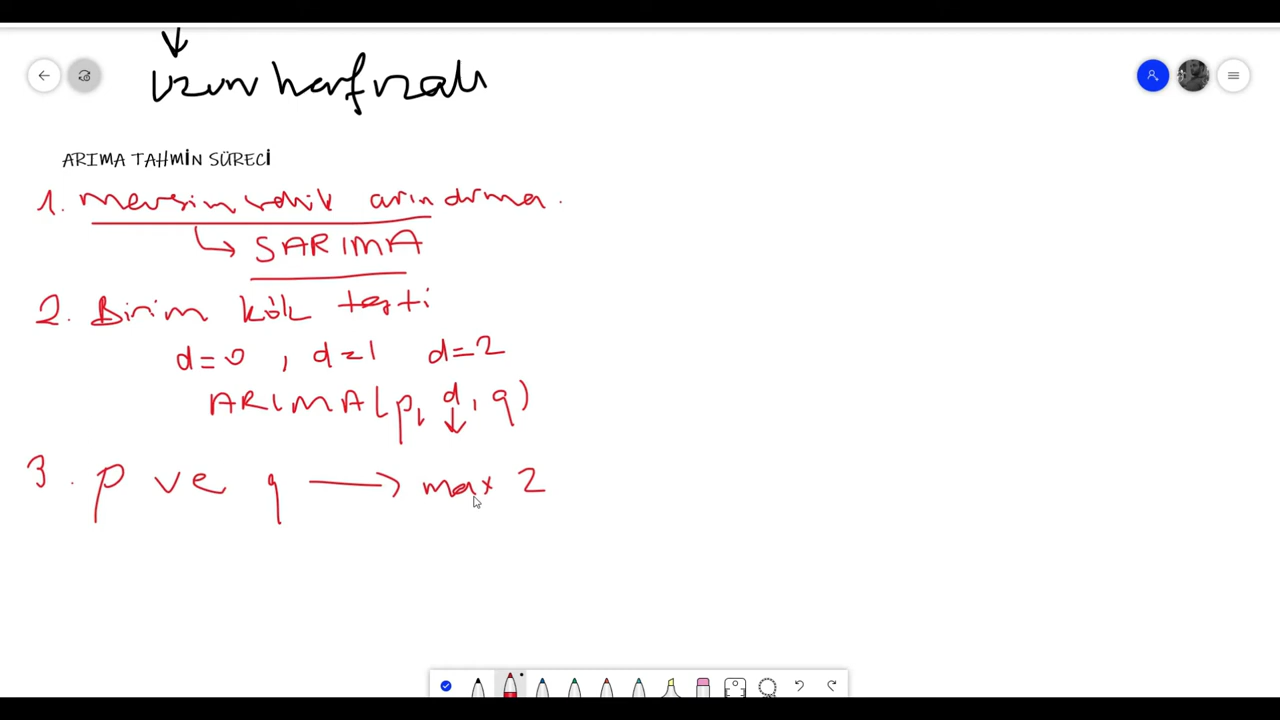 uzun hafızalı
ARIMA TAHMİN SÜRECİ
1. Mevsimsellik arındırma.
SARIMA
2. Birim kök testi
d=0, d=1 d=2
ARIMA(p, d, q)
3. p ve q → max 2